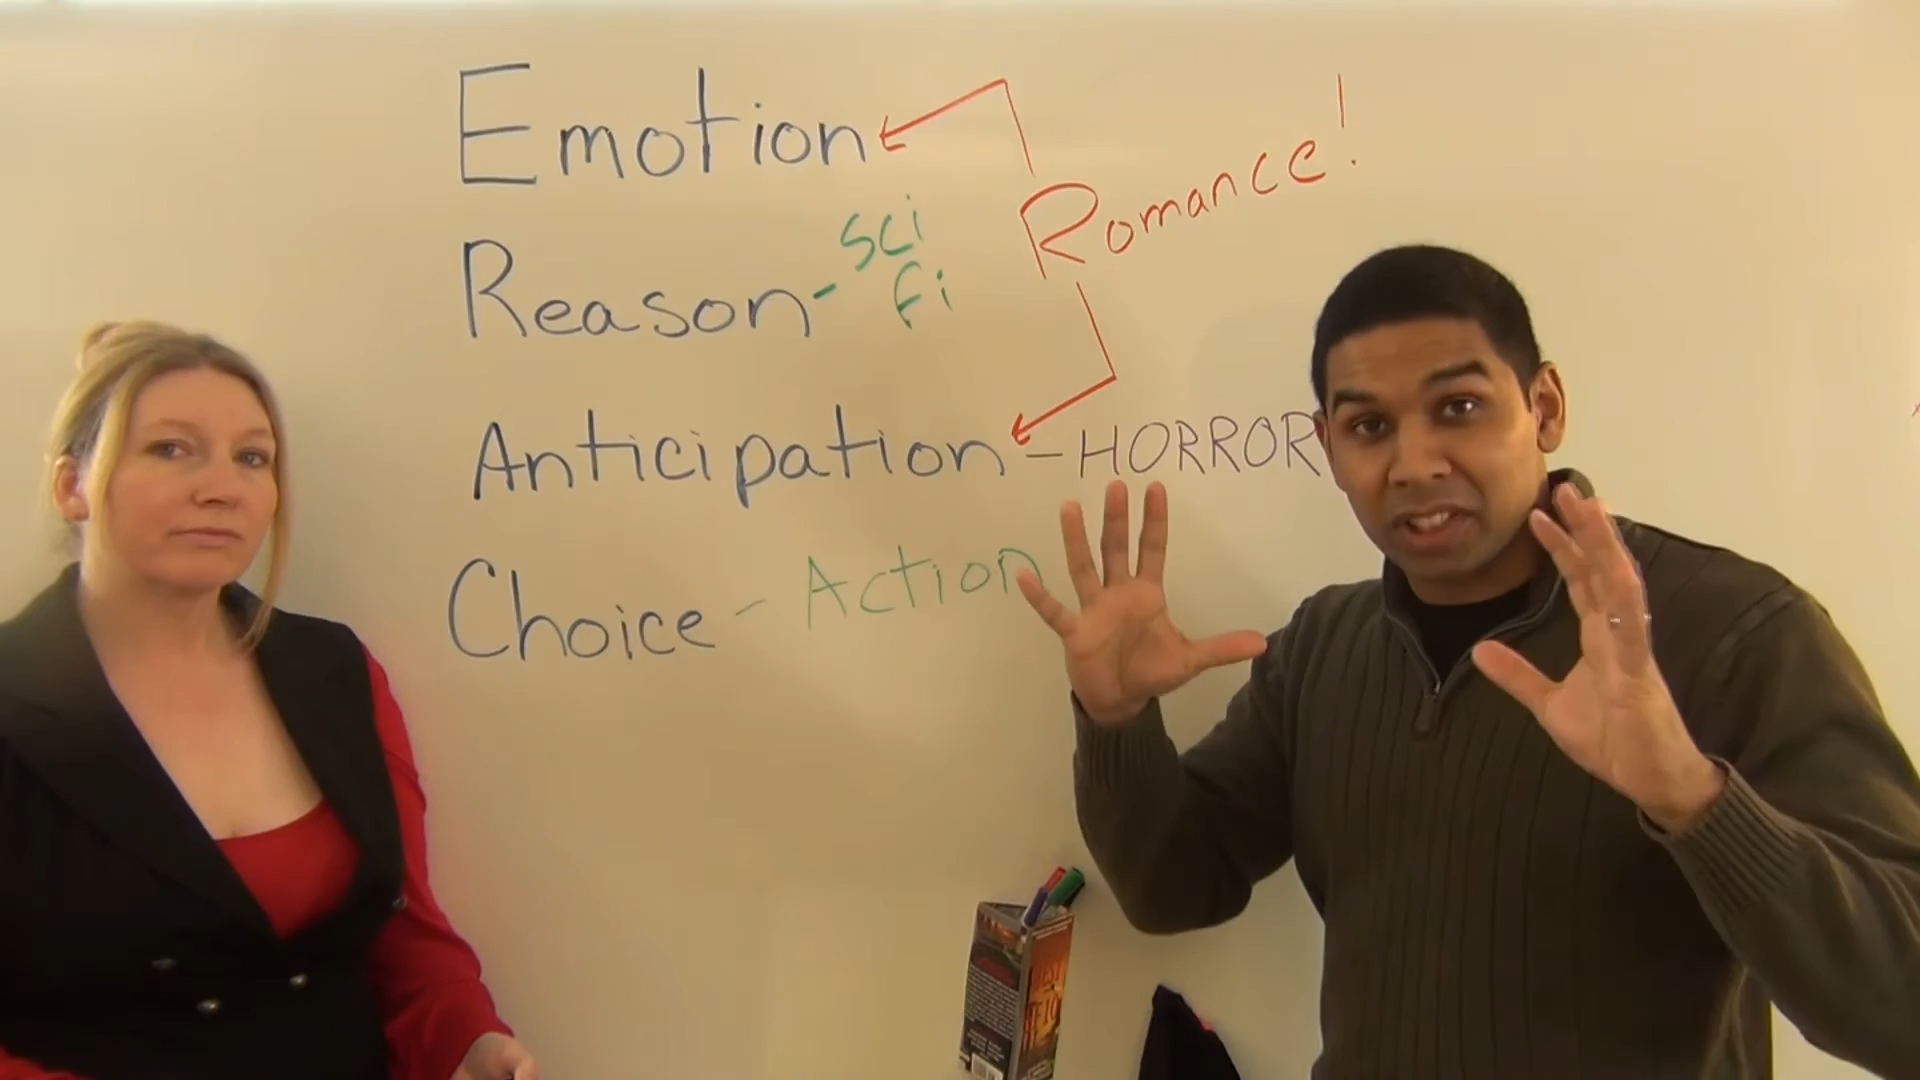 Emotion
Romance!
Reason - sci
fi
Anticipation - HORROR
Choice - Action